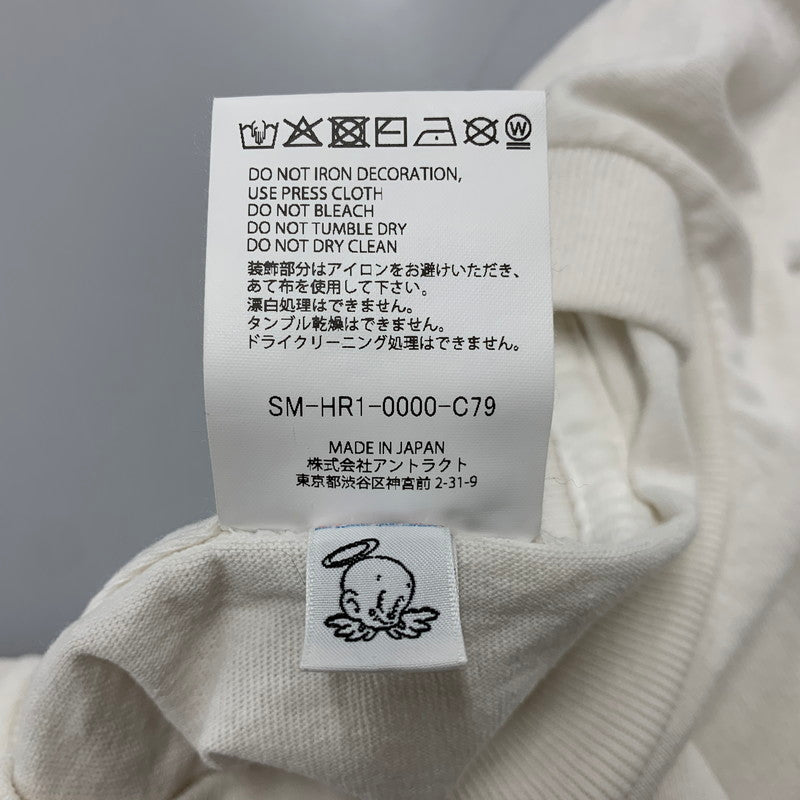 W
DO NOT IRON DECORATION,
USE PRESS CLOTH
DO NOT BLEACH
DO NOT TUMBLE DRY
DO NOT DRY CLEAN
装飾部分はアイロンをお避けいただき、
あて布を使用して下さい。
漂白処理はできません。
タンブル乾燥はできません。
ドライクリーニング処理はできません。
SM-HR1-0000-C79
MADE IN JAPAN
株式会社アントラクト
東京都渋谷区神宮前 2-31-9